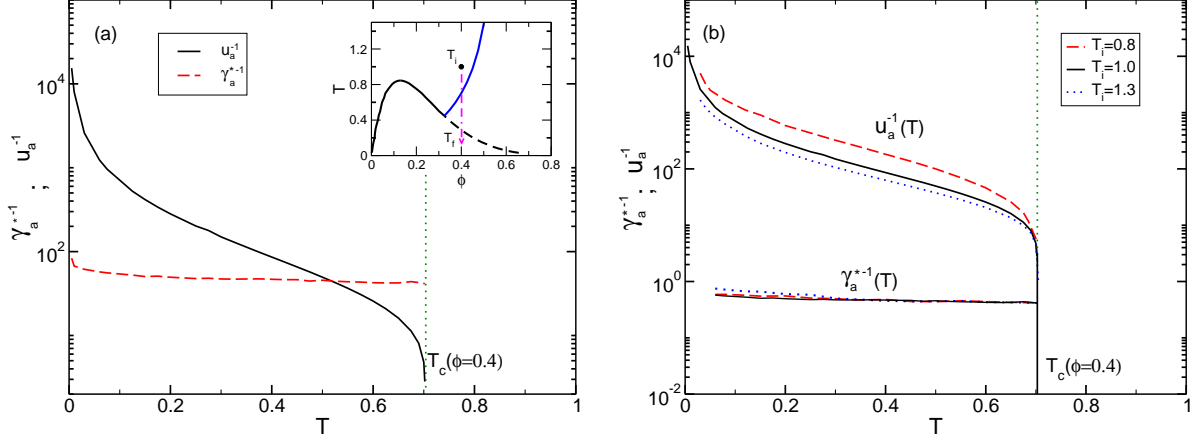 (a)
u_a^-1
γ_a^*-1
γ_a^*-1 ; u_a^-1
10^4
10^2
0
0.2
0.4
0.6
0.8
1
T
T_c(ϕ=0.4)
T
1.2
0.8
0.4
0
0
0.2
0.4
0.6
0.8
ϕ
T_i
T_f
(b)
T_i=0.8
T_i=1.0
T_i=1.3
γ_a^*-1 ; u_a^-1
10^4
10^2
10^0
10^-2
u_a^-1(T)
γ_a^*-1(T)
T_c(ϕ=0.4)
0
0.2
0.4
0.6
0.8
1
T